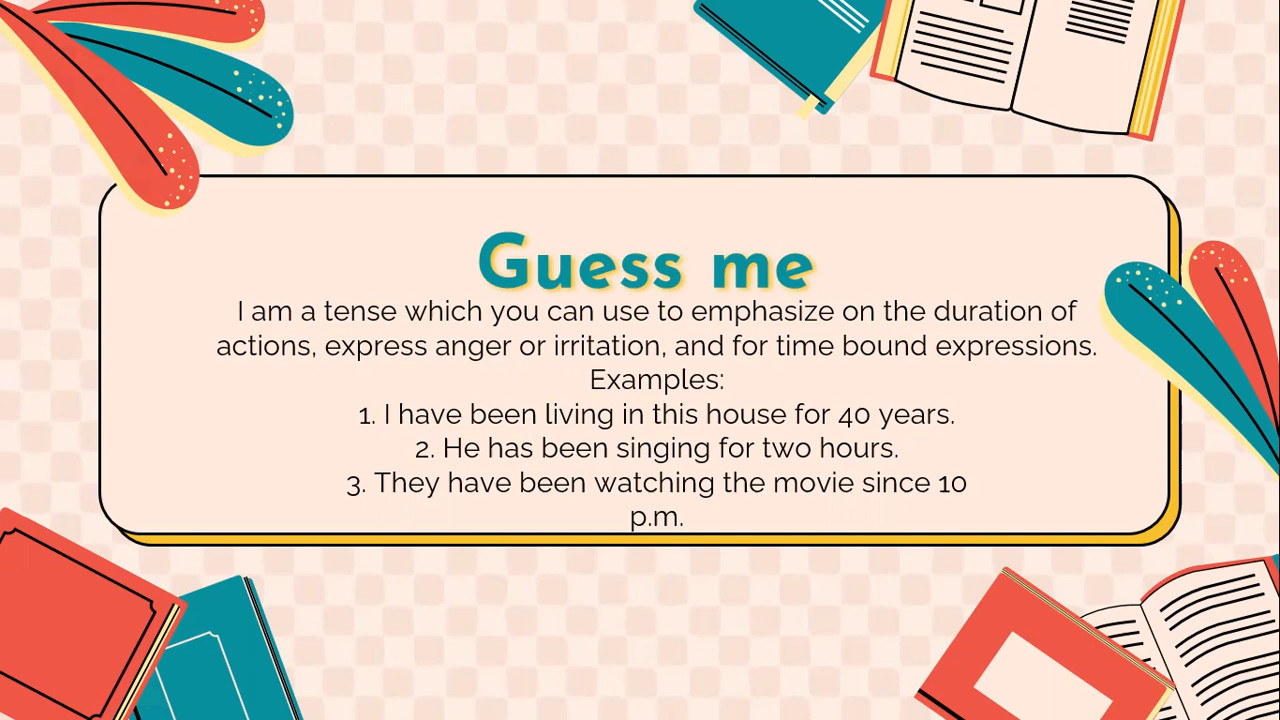 Guess me
I am a tense which you can use to emphasize on the duration of
actions, express anger or irritation, and for time bound expressions.
Examples:
1. I have been living in this house for 40 years.
2. He has been singing for two hours.
3. They have been watching the movie since 10
p.m.